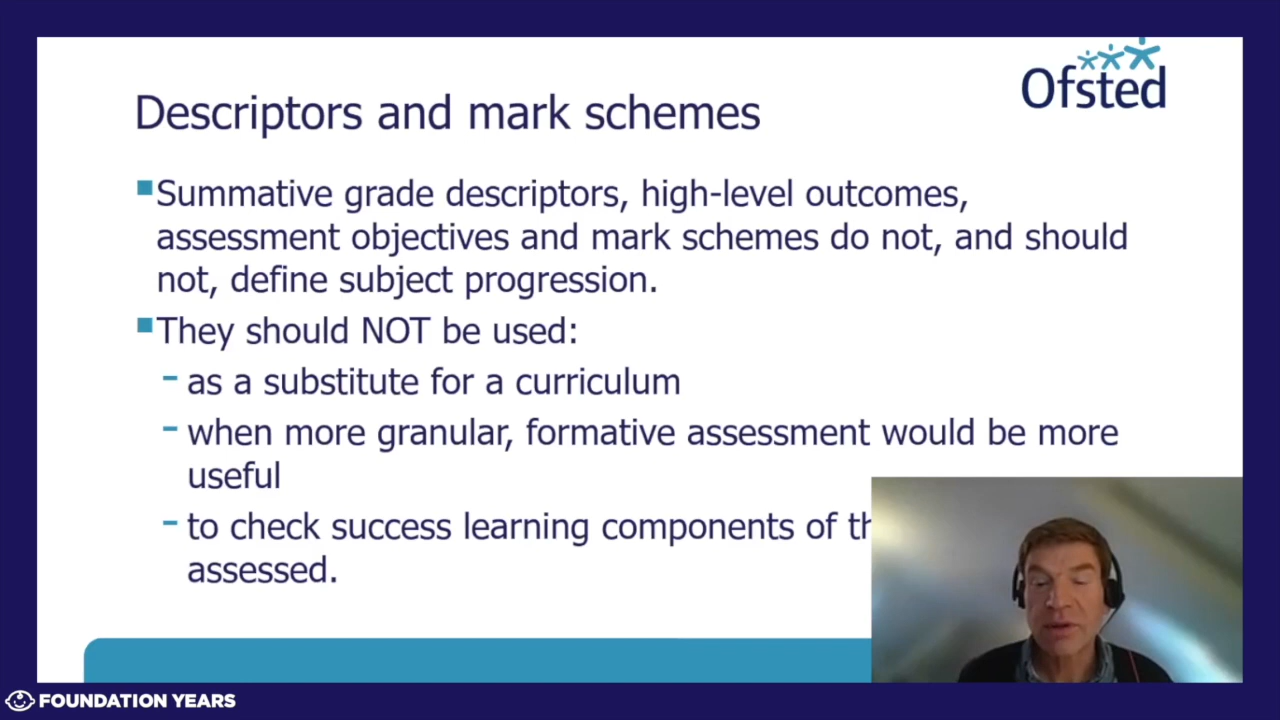 Ofsted
Descriptors and mark schemes
Summative grade descriptors, high-level outcomes,
assessment objectives and mark schemes do not, and should
not, define subject progression.
They should NOT be used:
- as a substitute for a curriculum
- when more granular, formative assessment would be more
useful
- to check success learning components of
assessed.
FOUNDATION YEARS